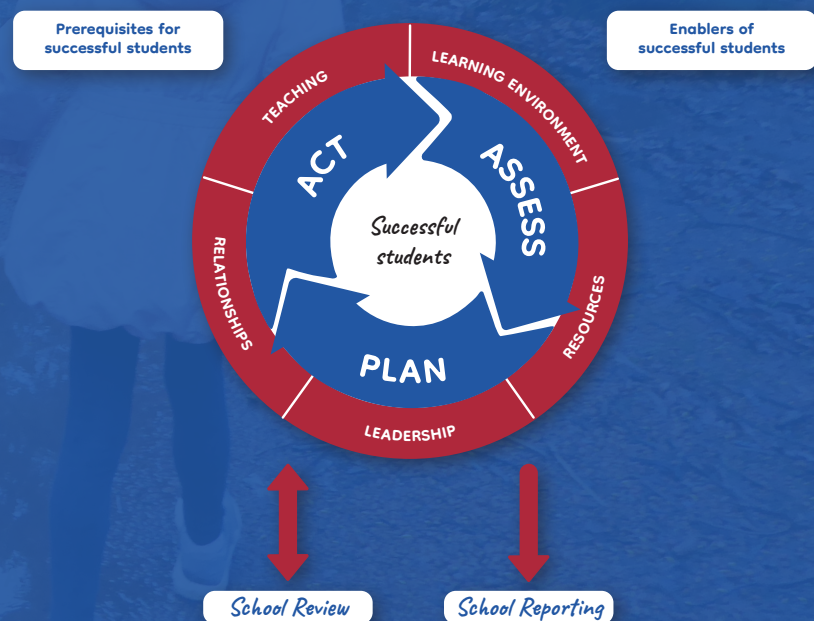 Prerequisites for
successful students
Enablers of
successful students
TEACHING
LEARNING ENVIRONMENT
ACT
ASSESS
Successful
students
RELATIONSHIPS
RESOURCES
PLAN
LEADERSHIP
School Review
School Reporting